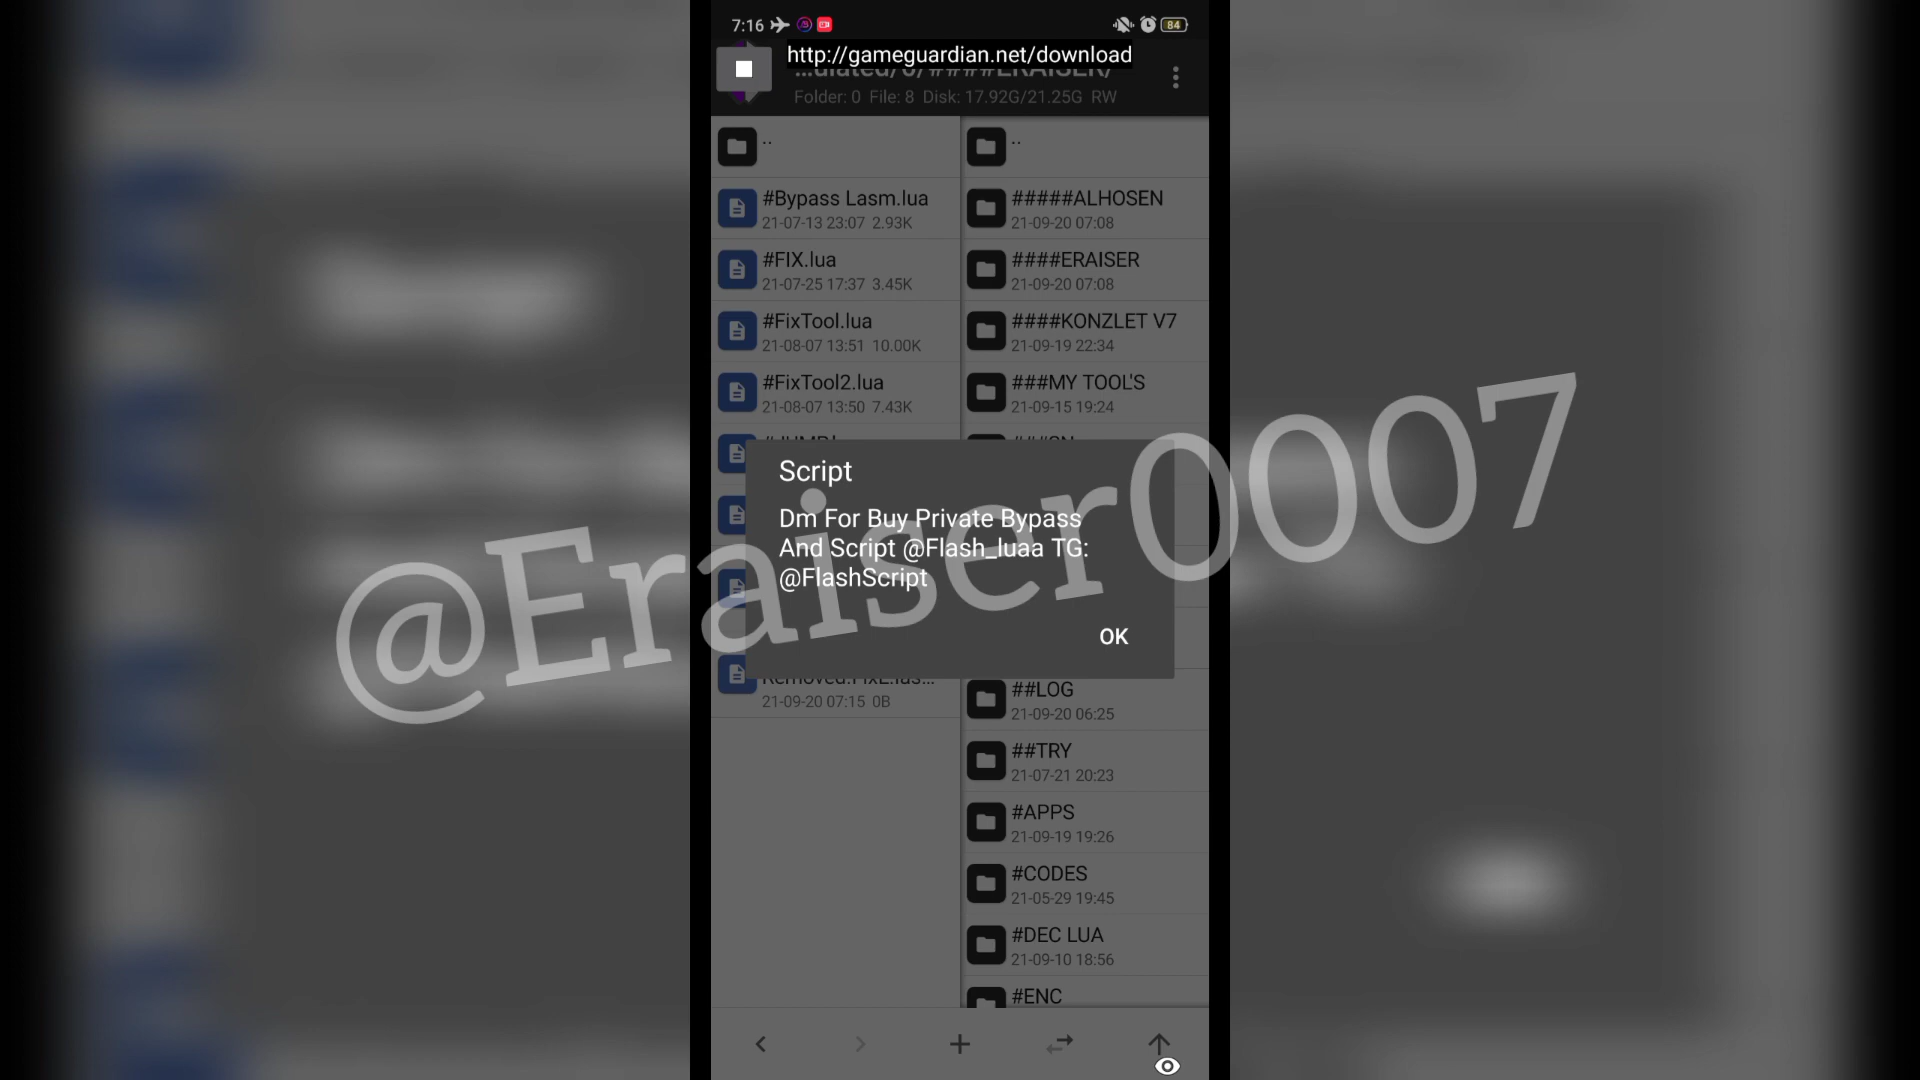 7:16
84
http://gameguardian.net/download
...ulated/0/####ERAISER/
Folder: 0 File: 8 Disk: 17.92G/21.25G RW
..
#Bypass Lasm.lua
21-07-13 23:07 2.93K
#FIX.lua
21-07-25 17:37 3.45K
#FixTool.lua
21-08-07 13:51 10.00K
#FixTool2.lua
21-08-07 13:50 7.43K
21-09-20 07:15 0B
..
#####ALHOSEN
21-09-20 07:08
####ERAISER
21-09-20 07:08
####KONZLET V7
21-09-19 22:34
###MY TOOL'S
21-09-15 19:24
##LOG
21-09-20 06:25
##TRY
21-07-21 20:23
#APPS
21-09-19 19:26
#CODES
21-05-29 19:45
#DEC LUA
21-09-10 18:56
#ENC
Script
Dm For Buy Private Bypass
And Script @Flash_luaa TG:
@FlashScript
OK
@Eraiser0007